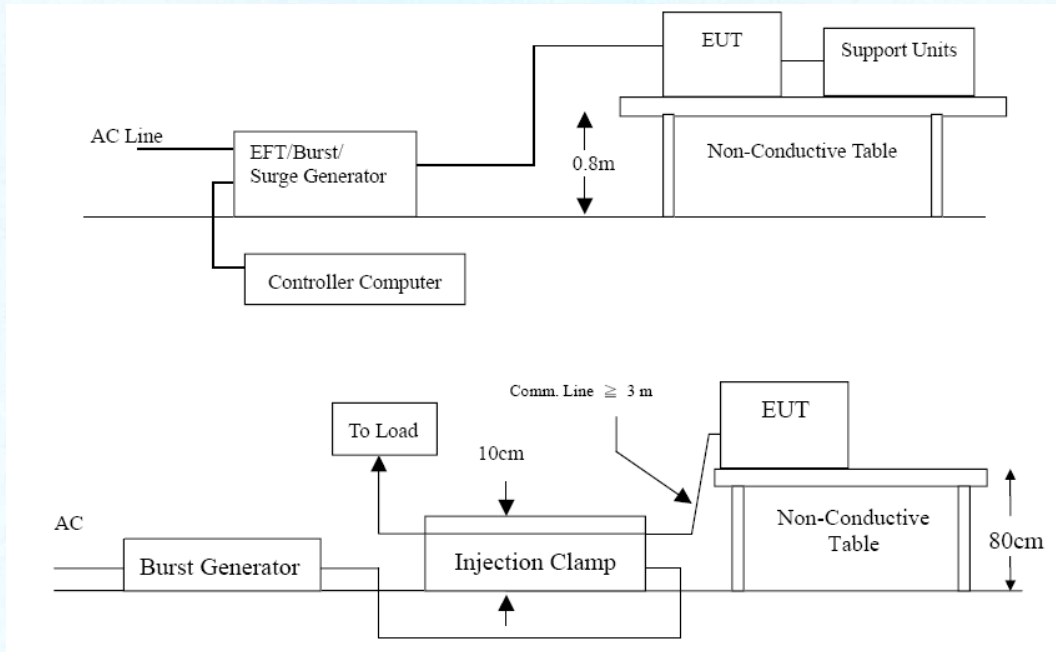 EUT
Support Units
AC Line
EFT/Burst/
Surge Generator
0.8m
Non-Conductive Table
Controller Computer
Comm. Line ≧ 3 m
EUT
To Load
10cm
AC
Non-Conductive
Table
80cm
Burst Generator
Injection Clamp